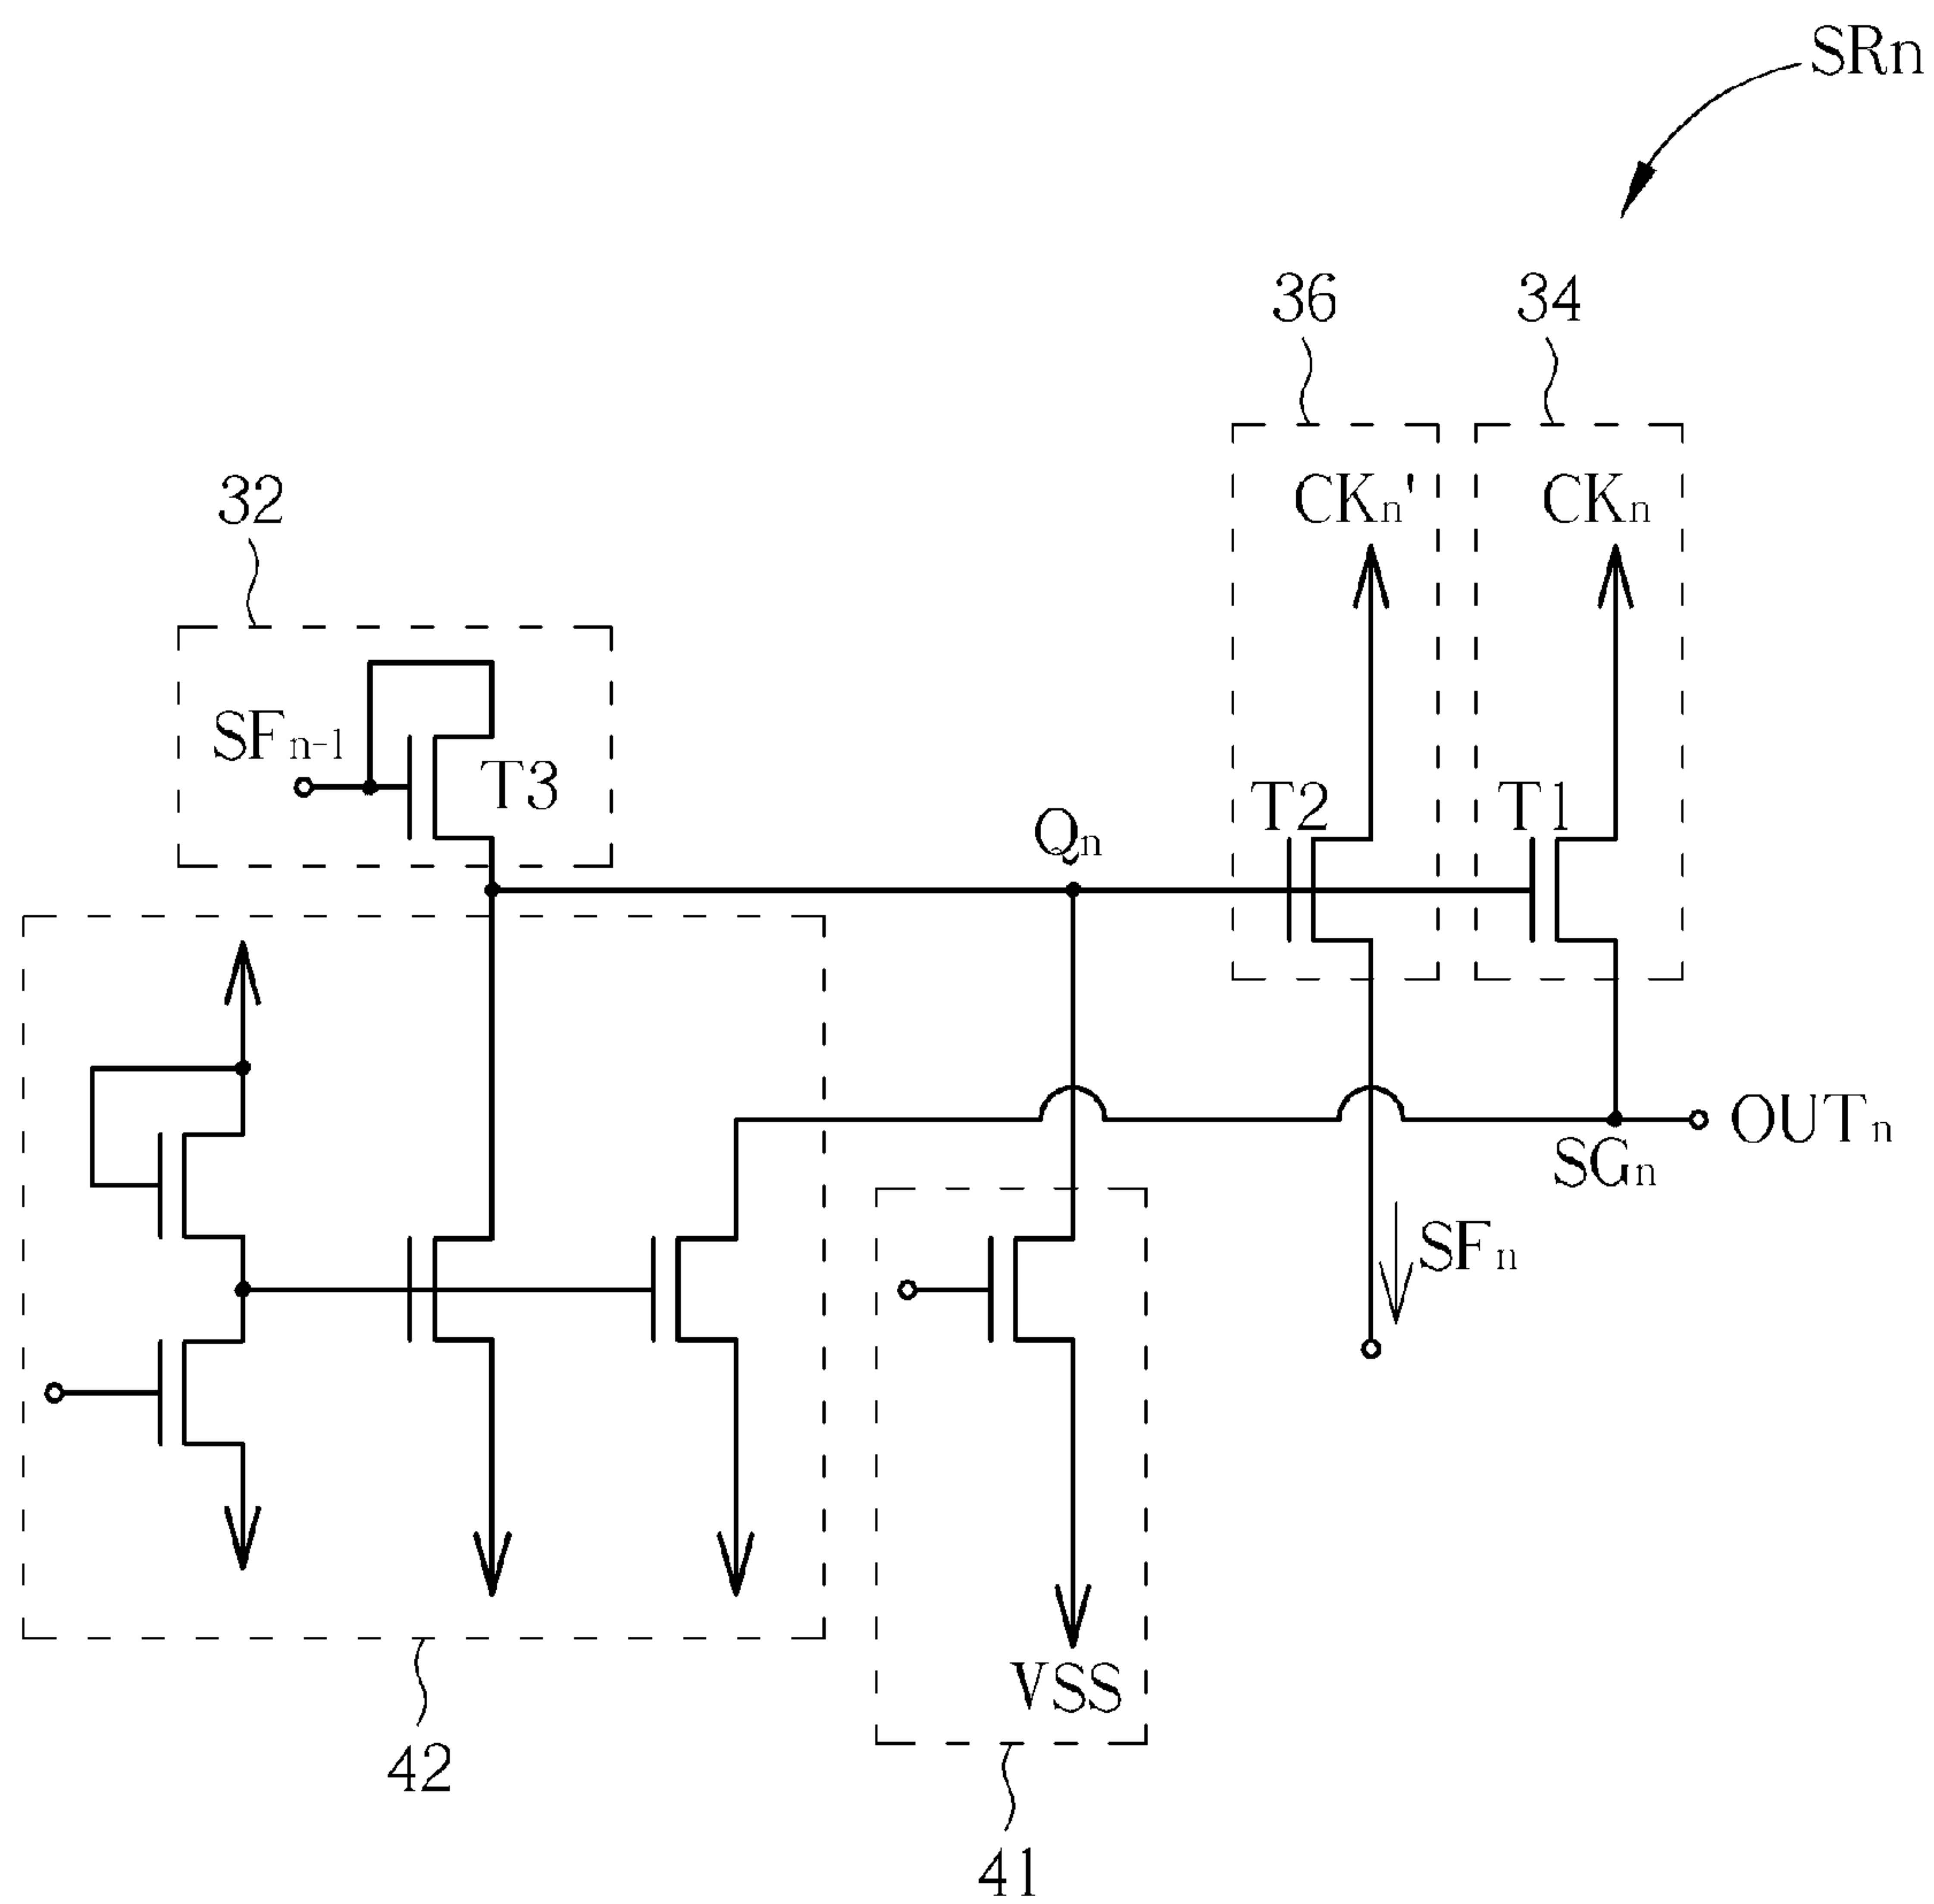 SRn
36
34
CKn'
CKn
32
SFn-1
T3
T2
T1
Qn
OUTn
SGn
SFn
VSS
42
41